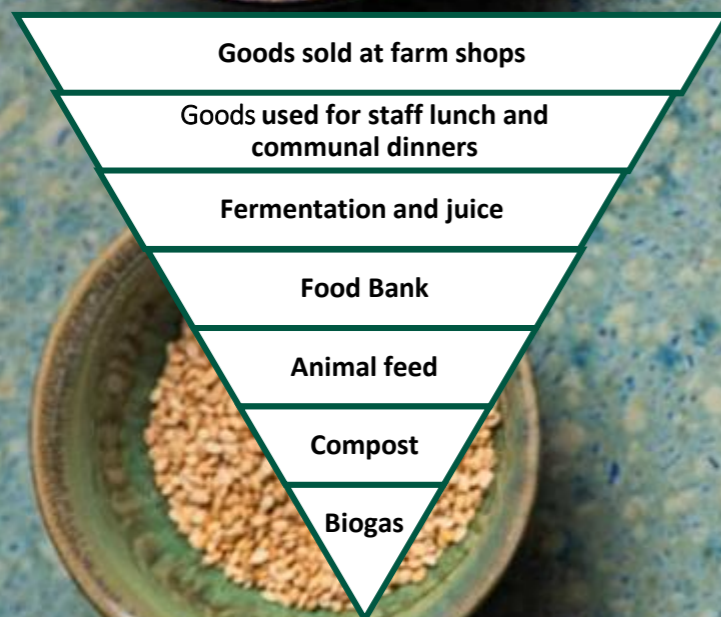 Goods sold at farm shops
Goods used for staff lunch and
communal dinners
Fermentation and juice
Food Bank
Animal feed
Compost
Biogas